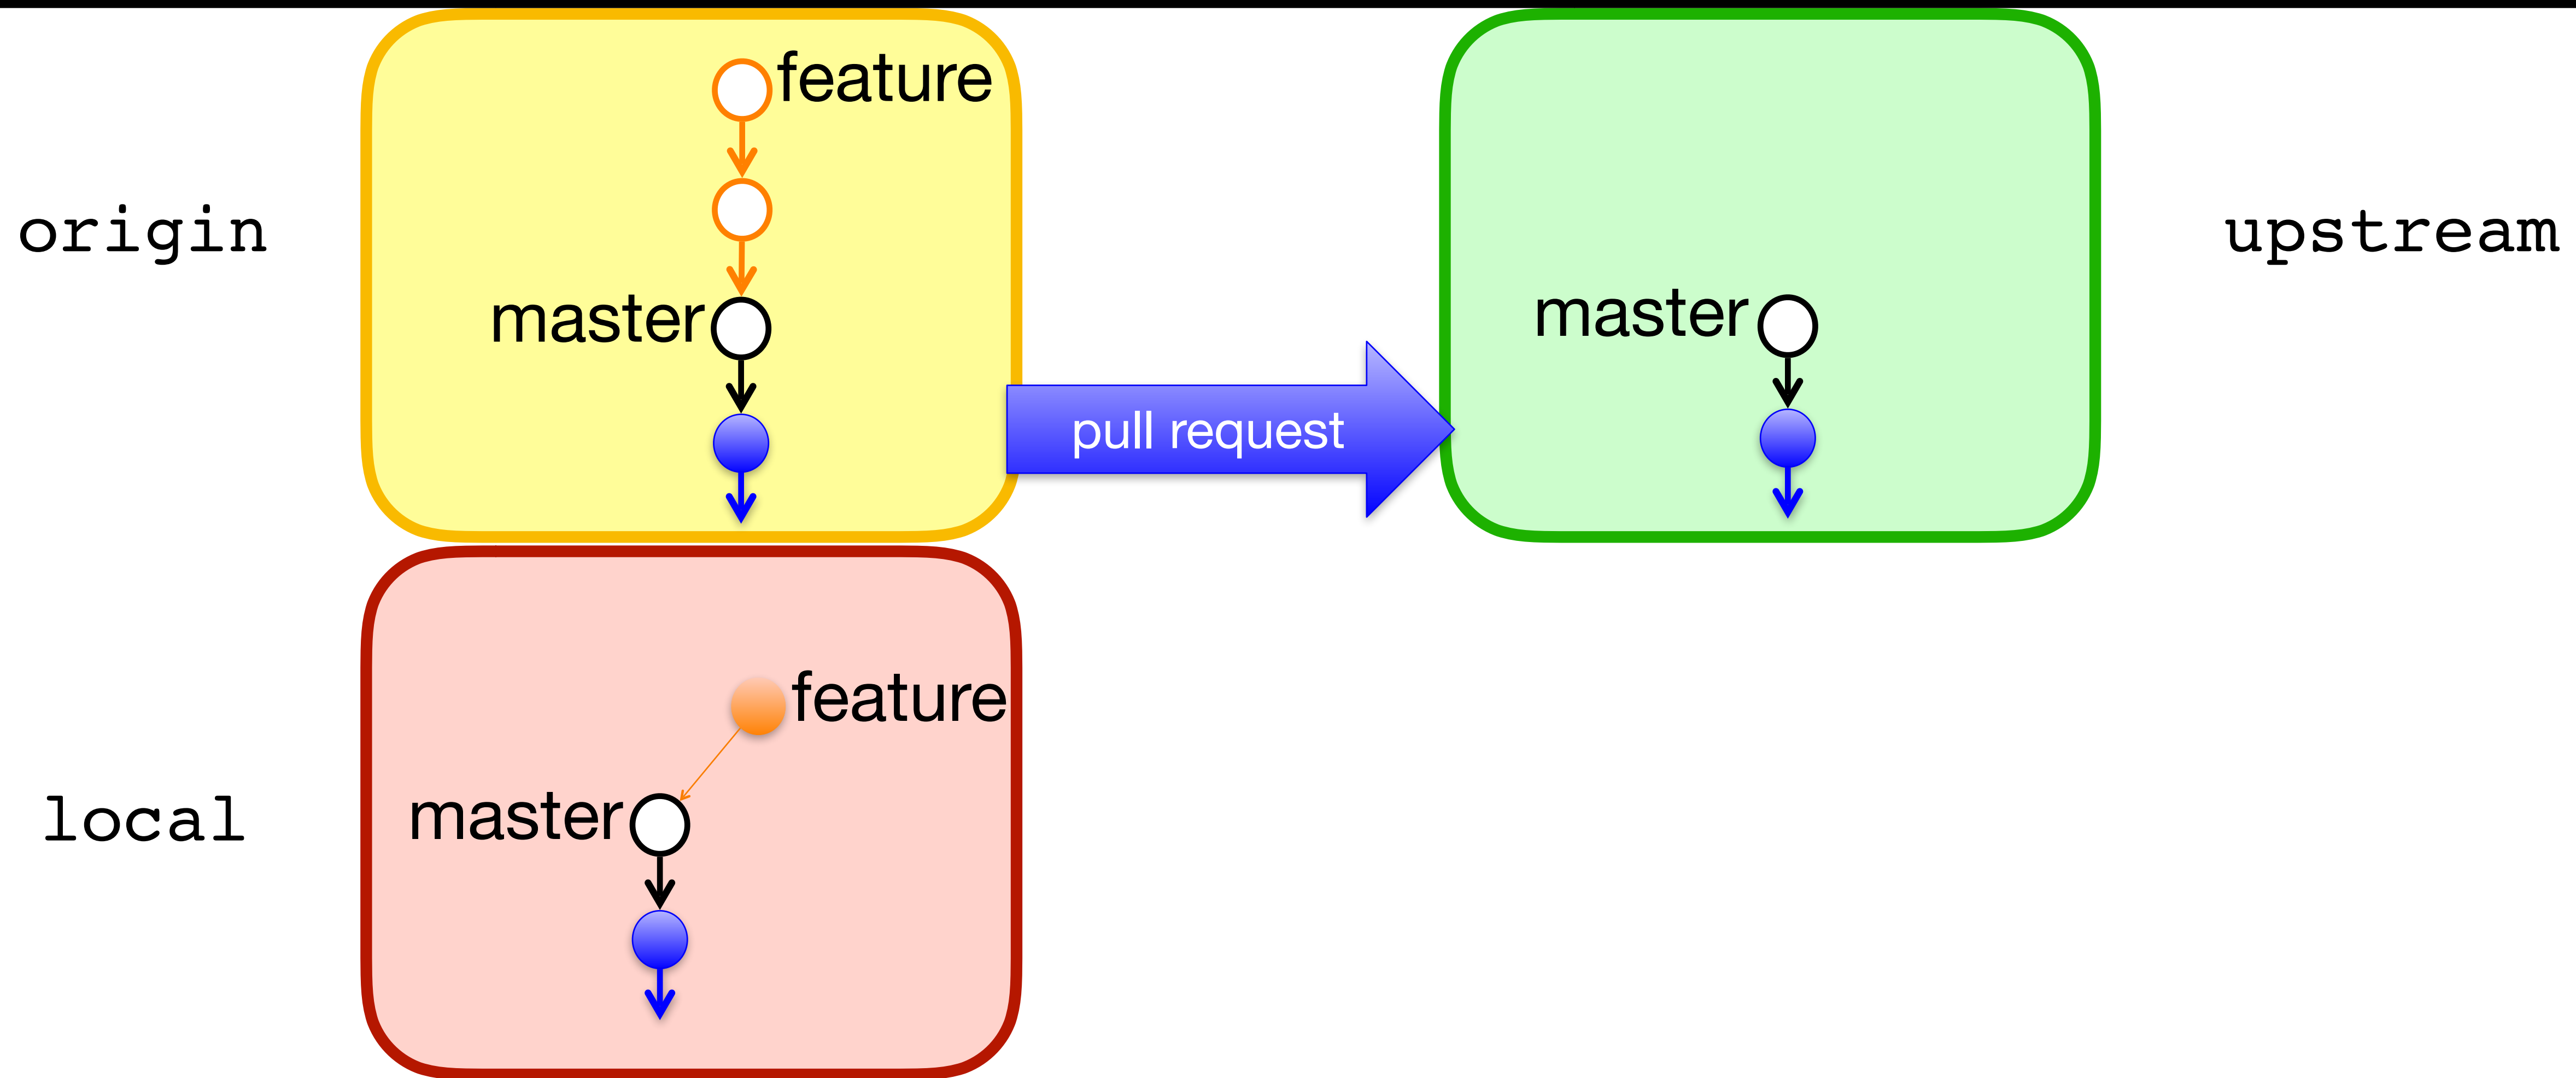 feature
origin
upstream
master
master
pull request
feature
local
master